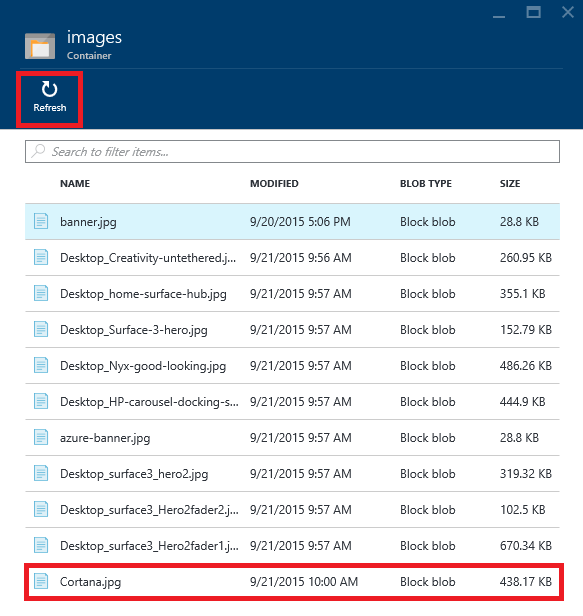 images
Container
Refresh
Search to filter items...
NAME MODIFIED BLOB TYPE SIZE
banner.jpg 9/20/2015 5:06 PM Block blob 28.8 KB
Desktop_Creativity-untethered.j... 9/21/2015 9:56 AM Block blob 260.95 KB
Desktop_home-surface-hub.jpg 9/21/2015 9:57 AM Block blob 355.1 KB
Desktop_Surface-3-hero.jpg 9/21/2015 9:57 AM Block blob 152.79 KB
Desktop_Nyx-good-looking.jpg 9/21/2015 9:57 AM Block blob 486.26 KB
Desktop_HP-carousel-docking-s... 9/21/2015 9:57 AM Block blob 444.9 KB
azure-banner.jpg 9/21/2015 9:57 AM Block blob 28.8 KB
Desktop_surface3_hero2.jpg 9/21/2015 9:57 AM Block blob 319.32 KB
Desktop_surface3_Hero2fader2.j... 9/21/2015 9:57 AM Block blob 102.5 KB
Desktop_surface3_Hero2fader1.j... 9/21/2015 9:57 AM Block blob 670.34 KB
Cortana.jpg 9/21/2015 10:00 AM Block blob 438.17 KB